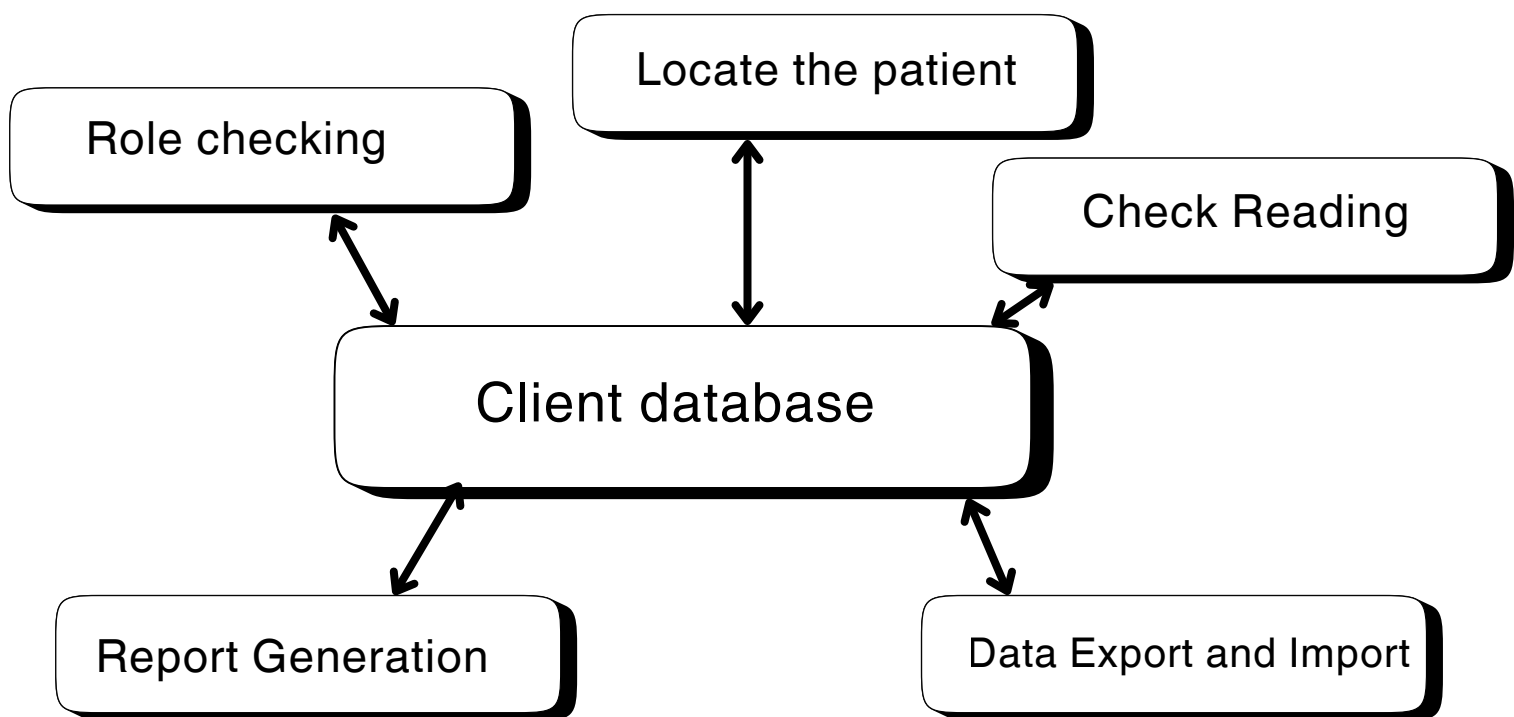 Locate the patient
Role checking
Check Reading
Client database
Report Generation
Data Export and Import